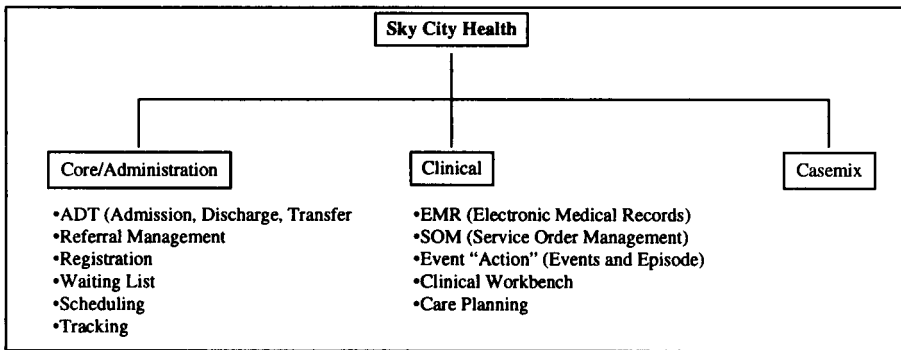 Sky City Health
Core/Administration
Clinical
Casemix
•ADT (Admission, Discharge, Transfer
•Referral Management
•Registration
•Waiting List
•Scheduling
•Tracking
•EMR (Electronic Medical Records)
•SOM (Service Order Management)
•Event “Action” (Events and Episode)
•Clinical Workbench
•Care Planning